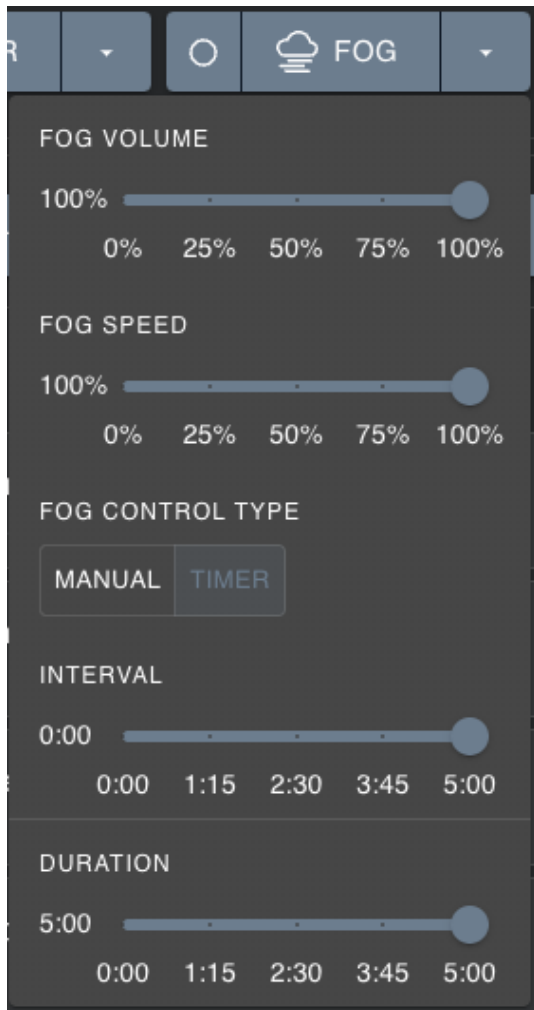 R
FOG
FOG VOLUME
100%
0% 25% 50% 75% 100%
FOG SPEED
100%
0% 25% 50% 75% 100%
FOG CONTROL TYPE
MANUAL TIMER
INTERVAL
0:00
0:00 1:15 2:30 3:45 5:00
DURATION
5:00
0:00 1:15 2:30 3:45 5:00